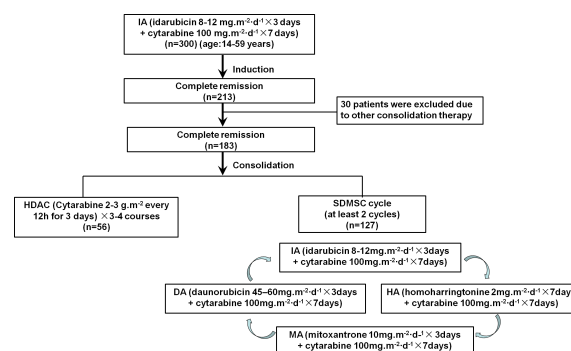 IA (idarubicin 8-12 mg.m⁻²·d⁻¹×3 days
+ cytarabine 100 mg.m⁻²·d⁻¹×7 days)
(n=300) (age:14-59 years)
Induction
Complete remission
(n=213)
30 patients were excluded due
to other consolidation therapy
Complete remission
(n=183)
Consolidation
HDAC (Cytarabine 2-3 g.m⁻² every
12h for 3 days) ×3-4 courses
(n=56)
SDMSC cycle
(at least 2 cycles)
(n=127)
IA (idarubicin 8-12mg.m⁻²·d⁻¹×3days
+ cytarabine 100mg.m⁻²·d⁻¹×7days)
DA (daunorubicin 45–60mg.m⁻²·d⁻¹×3days
+ cytarabine 100mg.m⁻²·d⁻¹×7days)
HA (homoharringtonine 2mg.m⁻²·d⁻¹×7day
+ cytarabine 100mg.m⁻²·d⁻¹×7days)
MA (mitoxantrone 10mg.m⁻²·d-¹× 3days
+ cytarabine 100mg.m⁻²·d⁻¹×7days)